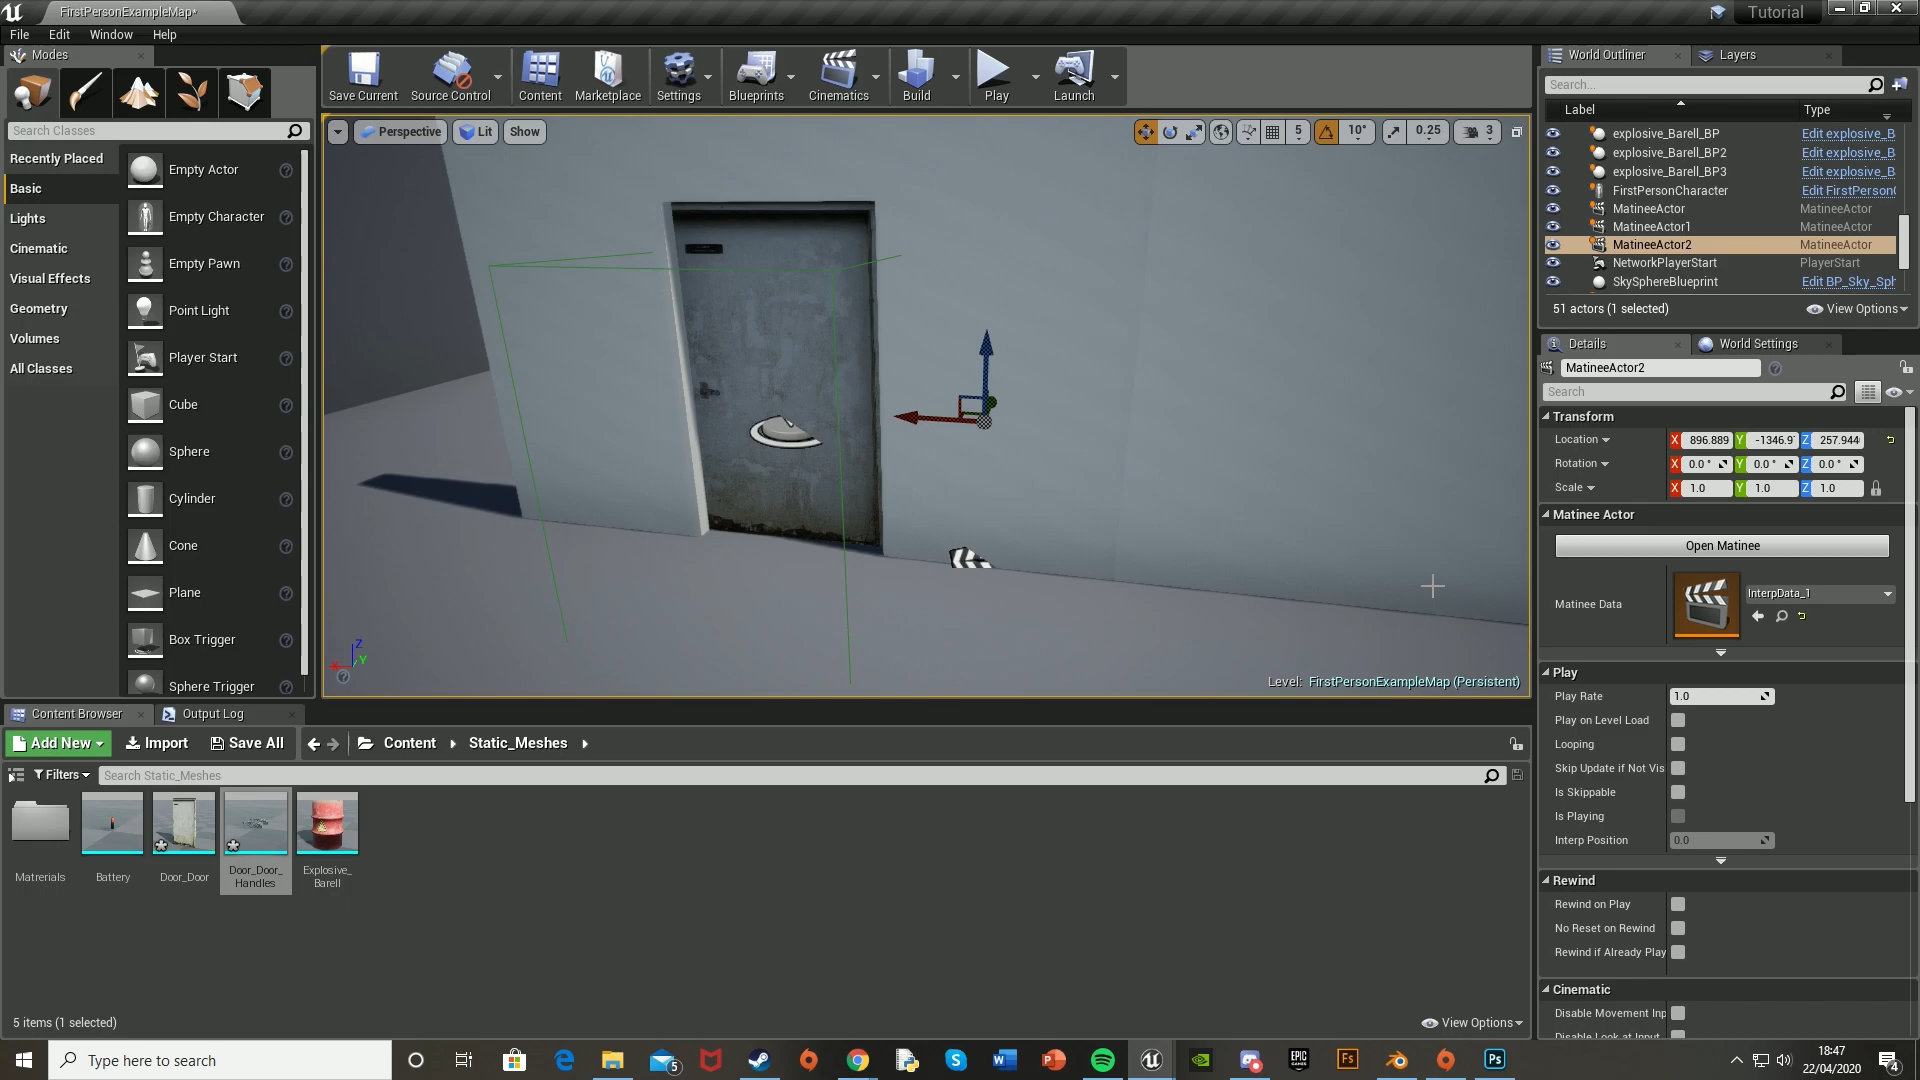 FirstPersonExampleMap*
Tutorial
File
Edit
Window
Help
Modes
Search Classes
Recently Placed
Basic
Lights
Cinematic
Visual Effects
Geometry
Volumes
All Classes
Empty Actor
Empty Character
Empty Pawn
Point Light
Player Start
Cube
Sphere
Cylinder
Cone
Plane
Box Trigger
Sphere Trigger
Save Current
Source Control
Content
Marketplace
Settings
Blueprints
Cinematics
Build
Play
Launch
Perspective
Lit
Show
5
10°
0.25
3
Z
Y
X
Level: FirstPersonExampleMap (Persistent)
World Outliner
Layers
Search...
Label
Type
explosive_Barell_BP
Edit explosive_B
explosive_Barell_BP2
Edit explosive_B
explosive_Barell_BP3
Edit explosive_B
FirstPersonCharacter
Edit FirstPerson(
MatineeActor
MatineeActor
MatineeActor1
MatineeActor
MatineeActor2
MatineeActor
NetworkPlayerStart
PlayerStart
SkySphereBlueprint
Edit BP_Sky_Sph
51 actors (1 selected)
View Options
Details
World Settings
MatineeActor2
Search
Transform
Location
X 896.889 Y -1346.9 Z 257.944
Rotation
X 0.0° Y 0.0° Z 0.0°
Scale
X 1.0 Y 1.0 Z 1.0
Matinee Actor
Open Matinee
Matinee Data
InterpData_1
Play
Play Rate
1.0
Play on Level Load
Looping
Skip Update if Not Vis
Is Skippable
Is Playing
Interp Position
0.0
Rewind
Rewind on Play
No Reset on Rewind
Rewind if Already Play
Cinematic
Disable Movement Inp
Disable Look at Input
Content Browser
Output Log
Add New
Import
Save All
Content
Static_Meshes
Filters
Search Static_Meshes
Matrerials
Battery
Door_Door
Door_Door_
Handles
Explosive_
Barell
5 items (1 selected)
View Options
Type here to search
5
18:47
22/04/2020
4